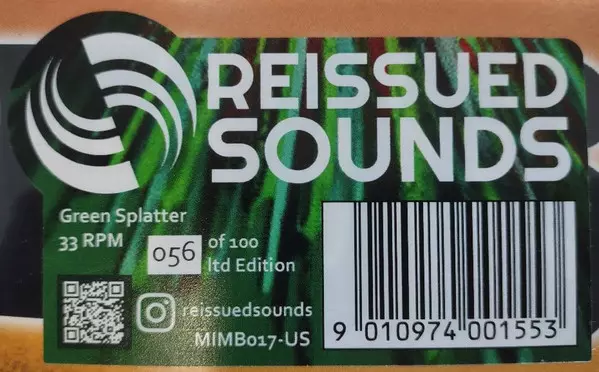 REISSUED
SOUNDS
Green Splatter
33 RPM
056
of 100
ltd Edition
reissuedsounds
MIMB017-US
9 010974 001553